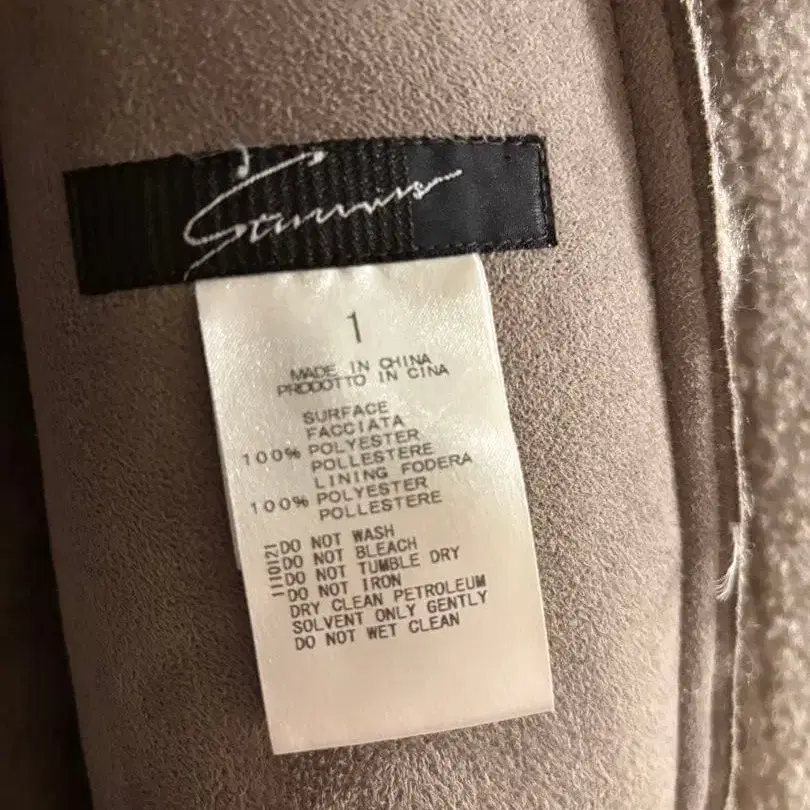 1
MADE IN CHINA
PRODOTTO IN CINA
SURFACE
FACCIATA
100% POLYESTER
POLLESTERE
LINING FODERA
100% POLYESTER
POLLESTERE
1110121
DO NOT WASH
DO NOT BLEACH
DO NOT TUMBLE DRY
DO NOT IRON
DRY CLEAN PETROLEUM
SOLVENT ONLY GENTLY
DO NOT WET CLEAN